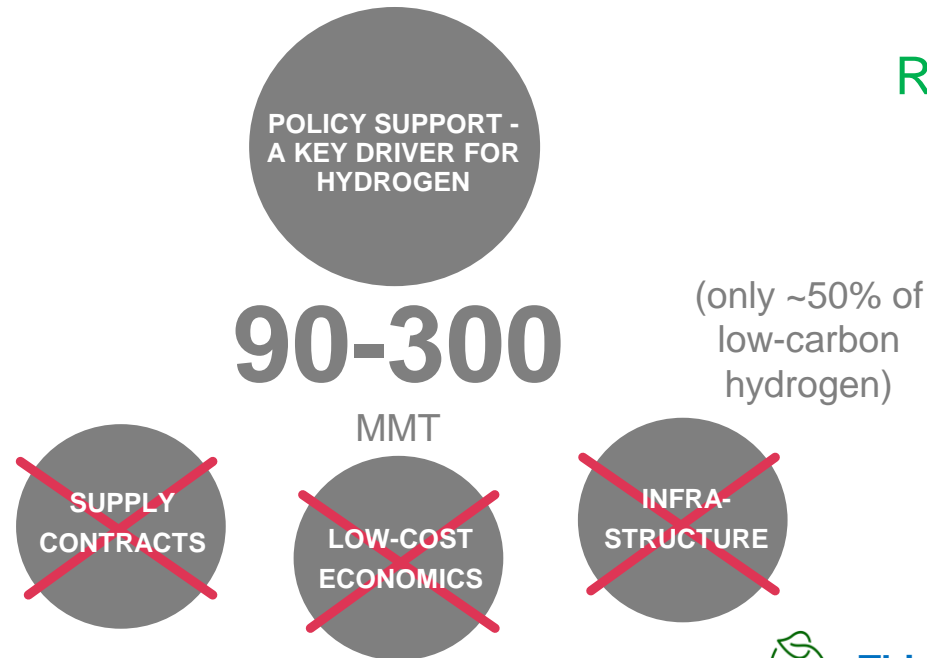 POLICY SUPPORT -
A KEY DRIVER FOR
HYDROGEN
R
(only ~50% of
low-carbon
hydrogen)
90-300
MMT
SUPPLY
CONTRACTS
LOW-COST
ECONOMICS
INFRA-
STRUCTURE